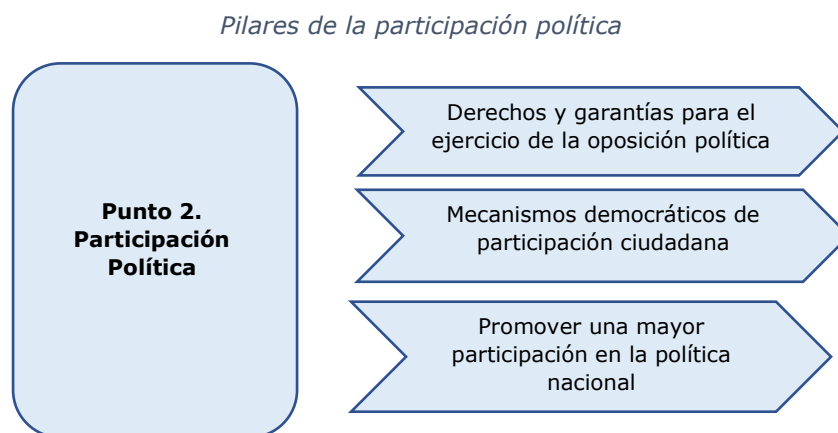 Pilares de la participación política
Punto 2.
Participación
Política
Derechos y garantías para el
ejercicio de la oposición política
Mecanismos democráticos de
participación ciudadana
Promover una mayor
participación en la política
nacional